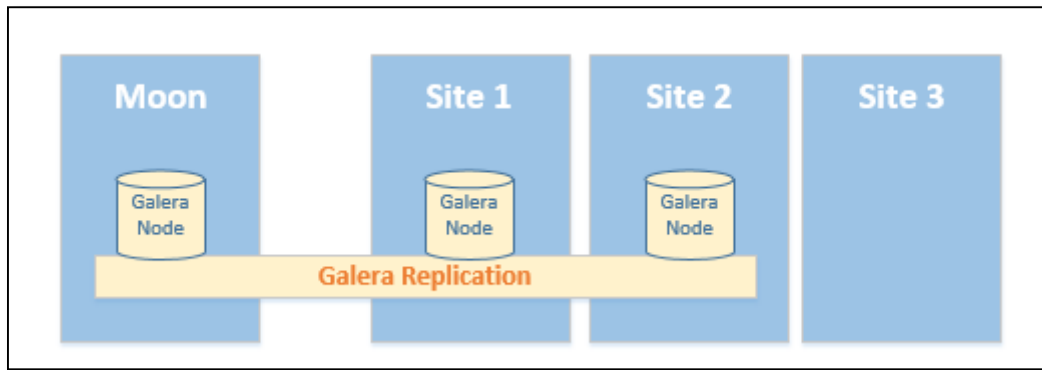 Moon
Site 1
Site 2
Site 3
Galera
Node
Galera
Node
Galera
Node
Galera Replication